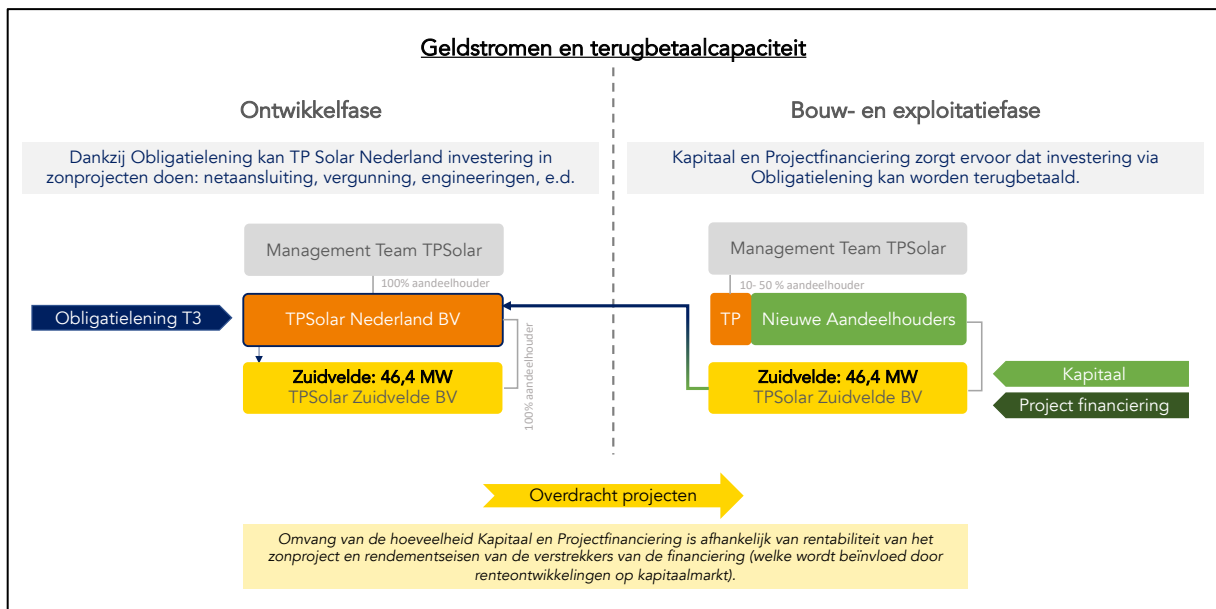 Geldstromen en terugbetaalcapaciteit
Ontwikkelfase
Dankzij Obligatielening kan TP Solar Nederland investering in
zonprojecten doen: netaansluiting, vergunning, engineeringen, e.d.
Management Team TPSolar
100% aandeelhouder
Obligatielening T3
TPSolar Nederland BV
100% aandeelhouder
Zuidvelde: 46,4 MW
TPSolar Zuidvelde BV
Bouw- en exploitatiefase
Kapitaal en Projectfinanciering zorgt ervoor dat investering via
Obligatielening kan worden terugbetaald.
Management Team TPSolar
10- 50 % aandeelhouder
TP
Nieuwe Aandeelhouders
Zuidvelde: 46,4 MW
TPSolar Zuidvelde BV
Kapitaal
Project financiering
Overdracht projecten
Omvang van de hoeveelheid Kapitaal en Projectfinanciering is afhankelijk van rentabiliteit van het
zonproject en rendementseisen van de verstrekkers van de financiering (welke wordt beïnvloed door
renteontwikkelingen op kapitaalmarkt).